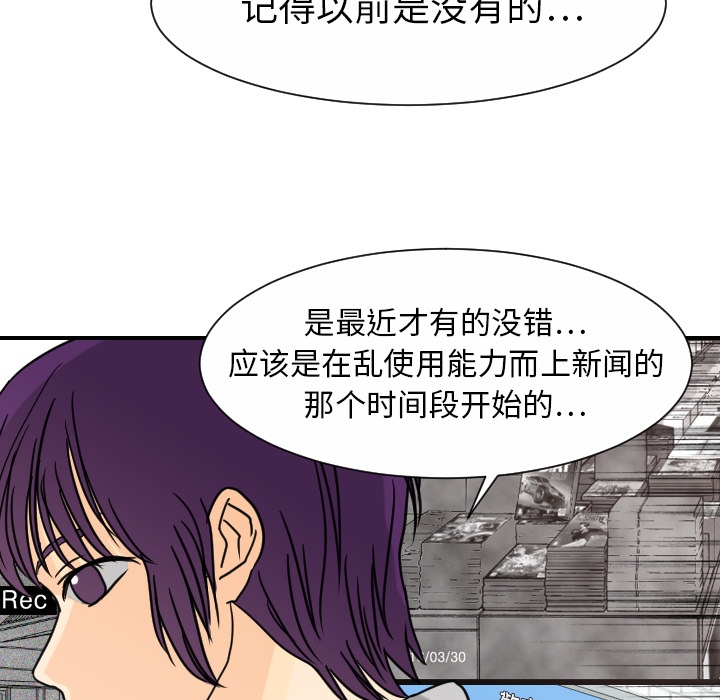 记得以前是没有的...
是最近才有的没错...
应该是在乱使用能力而上新闻的
那个时间段开始的...
Rec
/03/30